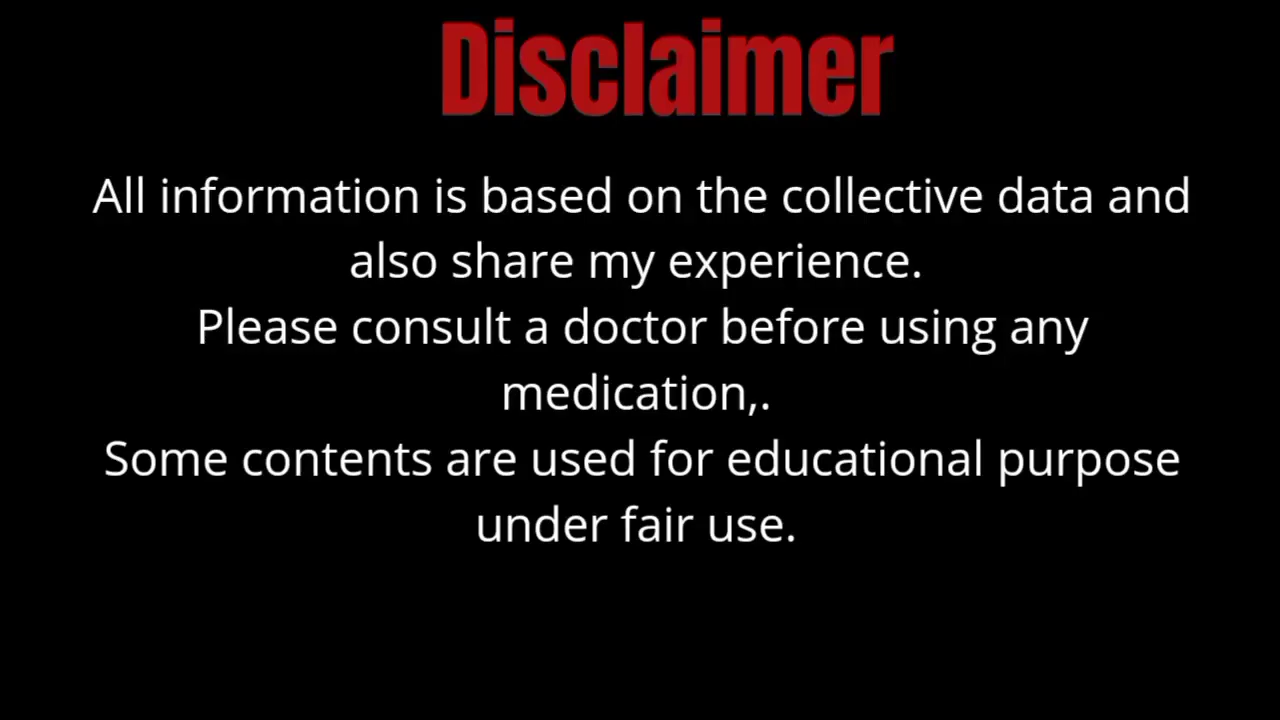 Disclaimer
All information is based on the collective data and
also share my experience.
Please consult a doctor before using any
medication,.
Some contents are used for educational purpose
under fair use.